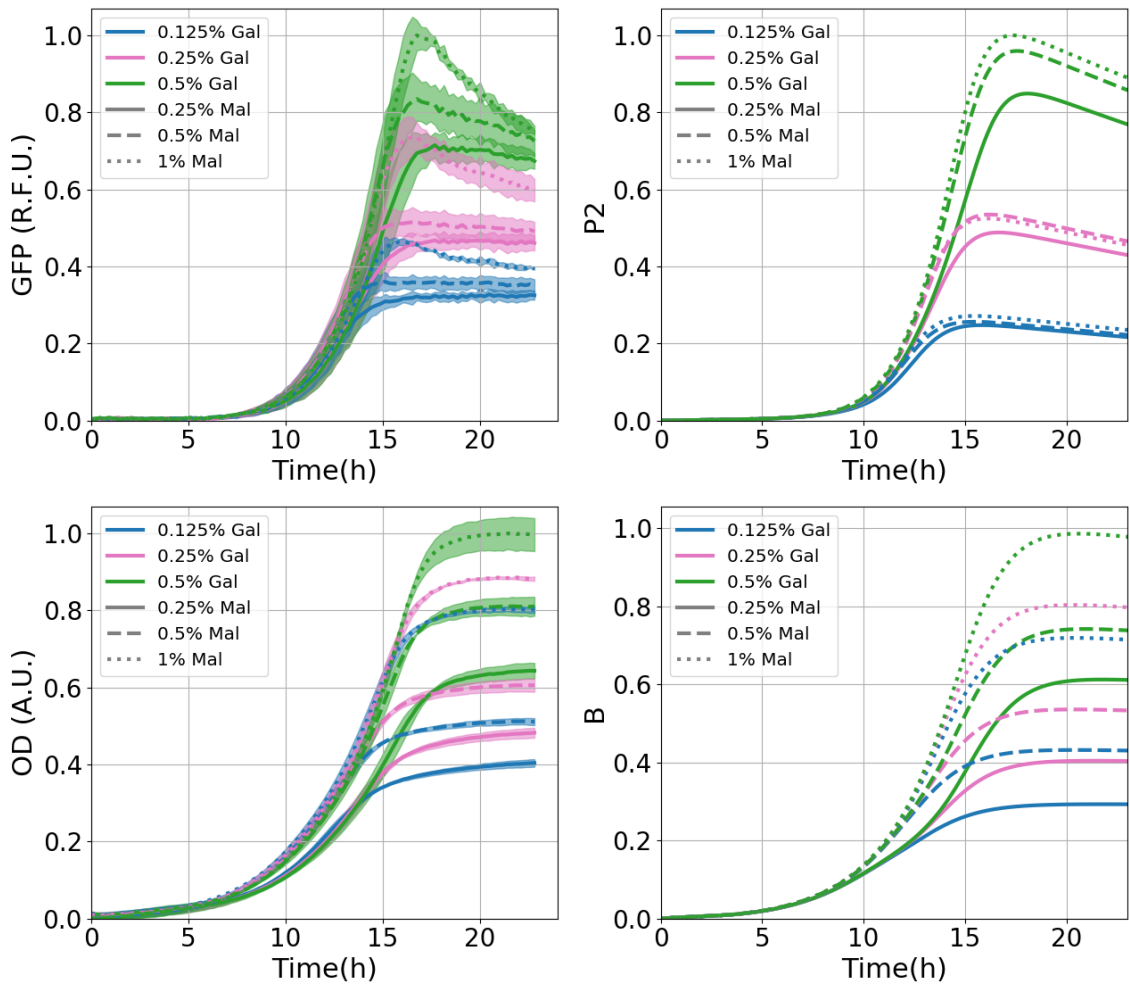 GFP (R.F.U.)
1.0
0.8
0.6
0.4
0.2
0.0
0.125% Gal
0.25% Gal
0.5% Gal
0.25% Mal
0.5% Mal
1% Mal
0 5 10 15 20
Time(h)
P2
1.0
0.8
0.6
0.4
0.2
0.0
0.125% Gal
0.25% Gal
0.5% Gal
0.25% Mal
0.5% Mal
1% Mal
0 5 10 15 20
Time(h)
OD (A.U.)
1.0
0.8
0.6
0.4
0.2
0.0
0.125% Gal
0.25% Gal
0.5% Gal
0.25% Mal
0.5% Mal
1% Mal
0 5 10 15 20
Time(h)
B
1.0
0.8
0.6
0.4
0.2
0.0
0.125% Gal
0.25% Gal
0.5% Gal
0.25% Mal
0.5% Mal
1% Mal
0 5 10 15 20
Time(h)